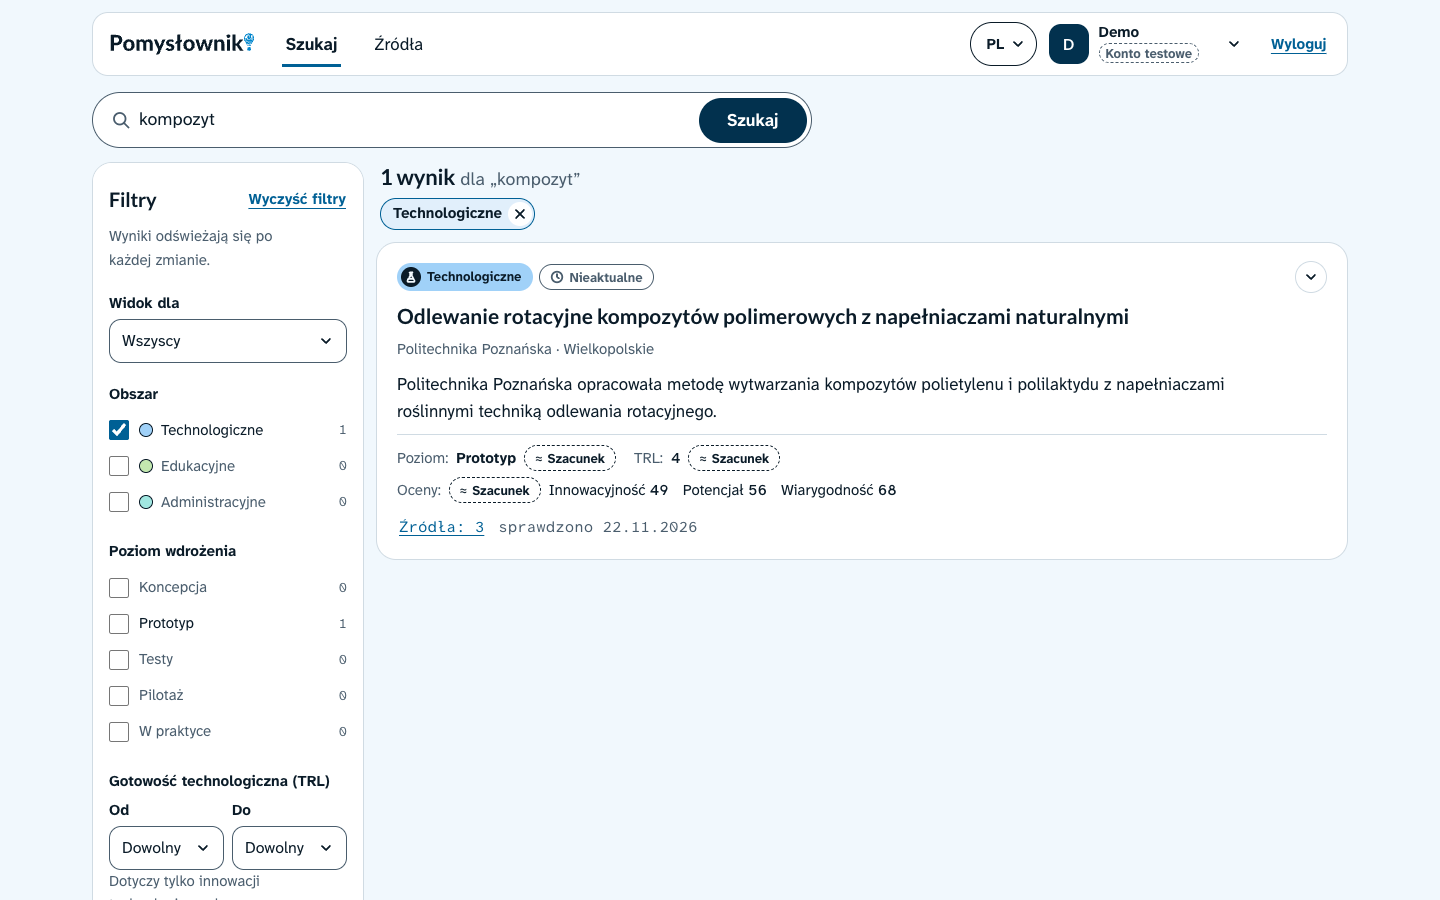 Pomysłownik
Szukaj
Źródła
PL
D
Demo
Konto testowe
Wyloguj
kompozyt
Szukaj
Filtry
Wyczyść filtry
Wyniki odświeżają się po
każdej zmianie.
Widok dla
Wszyscy
Obszar
Technologiczne 1
Edukacyjne 0
Administracyjne 0
Poziom wdrożenia
Koncepcja 0
Prototyp 1
Testy 0
Pilotaż 0
W praktyce 0
Gotowość technologiczna (TRL)
Od Do
Dowolny Dowolny
Dotyczy tylko innowacji
1 wynik dla „kompozyt”
Technologiczne
Technologiczne Nieaktualne
Odlewanie rotacyjne kompozytów polimerowych z napełniaczami naturalnymi
Politechnika Poznańska · Wielkopolskie
Politechnika Poznańska opracowała metodę wytwarzania kompozytów polietylenu i polilaktydu z napełniaczami
roślinnymi techniką odlewania rotacyjnego.
Poziom: Prototyp ≈ Szacunek TRL: 4 ≈ Szacunek
Oceny: ≈ Szacunek Innowacyjność 49 Potencjał 56 Wiarygodność 68
Źródła: 3 sprawdzono 22.11.2026